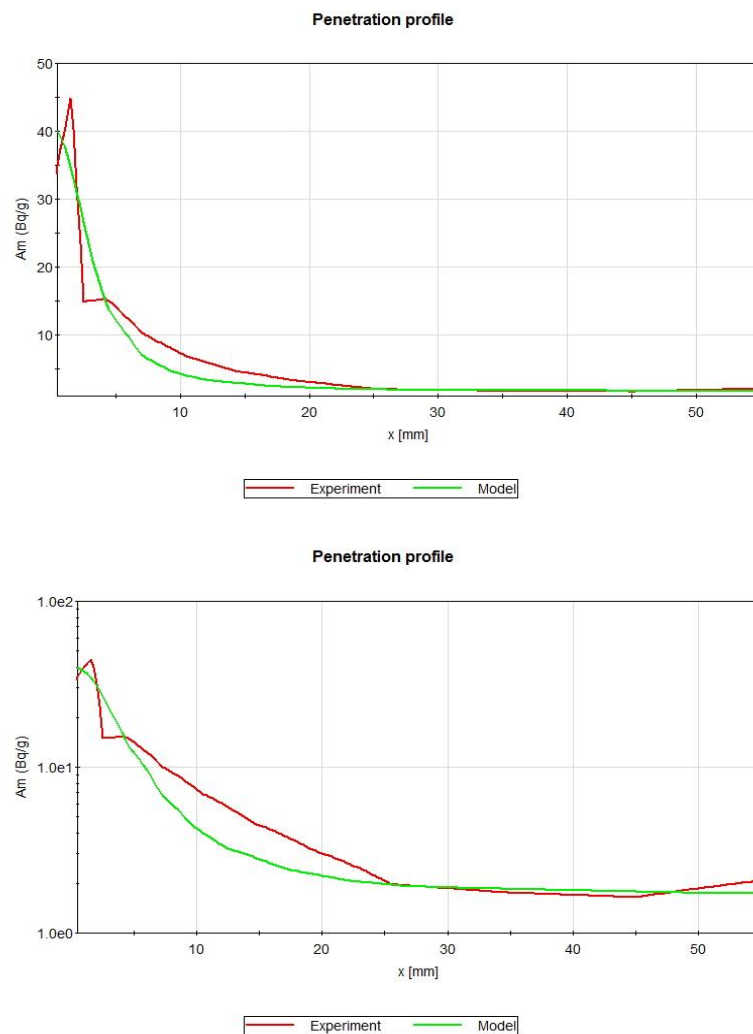 Penetration profile
50
40
30
20
10
Am (Bq/g)
10 20 30 40 50
x [mm]
Experiment Model
Penetration profile
1.0e2
1.0e1
1.0e0
Am (Bq/g)
10 20 30 40 50
x [mm]
Experiment Model